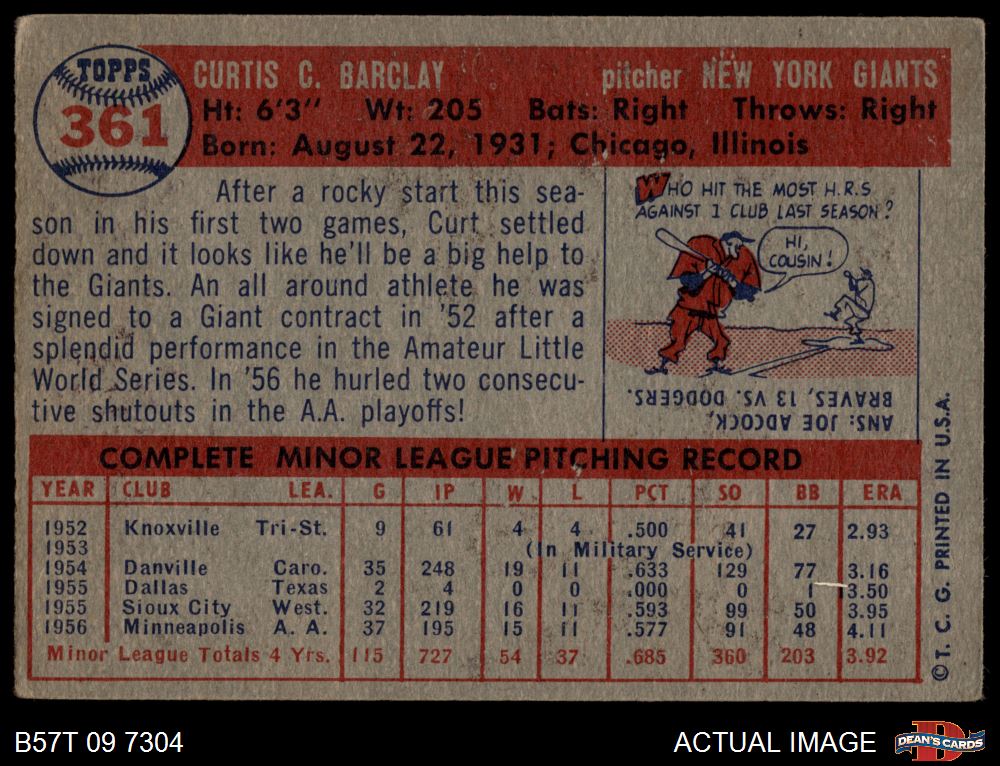 TOPPS
361
CURTIS C. BARCLAY pitcher NEW YORK GIANTS
Ht: 6'3" Wt: 205 Bats: Right Throws: Right
Born: August 22, 1931; Chicago, Illinois
After a rocky start this sea-
son in his first two games, Curt settled
down and it looks like he'll be a big help to
the Giants. An all around athlete he was
signed to a Giant contract in '52 after a
splendid performance in the Amateur Little
World Series. In '56 he hurled two consecu-
tive shutouts in the A.A. playoffs!
WHO HIT THE MOST H.R.S
AGAINST 1 CLUB LAST SEASON?
HI,
COUSIN!
ANS: JOE ADCOCK,
BRAVES, 13 VS. DODGERS.
COMPLETE MINOR LEAGUE PITCHING RECORD
YEAR CLUB LEA. G IP W L PCT SO BB ERA
1952 Knoxville Tri-St. 9 61 4 4 .500 41 27 2.93
1953 (In Military Service)
1954 Danville Caro. 35 248 19 11 .633 129 77 3.16
1955 Dallas Texas 2 4 0 0 .000 0 1 3.50
1955 Sioux City West. 32 219 16 11 .593 99 50 3.95
1956 Minneapolis A. A. 37 195 15 11 .577 91 48 4.11
Minor League Totals 4 Yrs. 115 727 54 37 .685 360 203 3.92
©T. C. G. PRINTED IN U.S.A.
B57T 09 7304 ACTUAL IMAGE DEAN'S CARDS